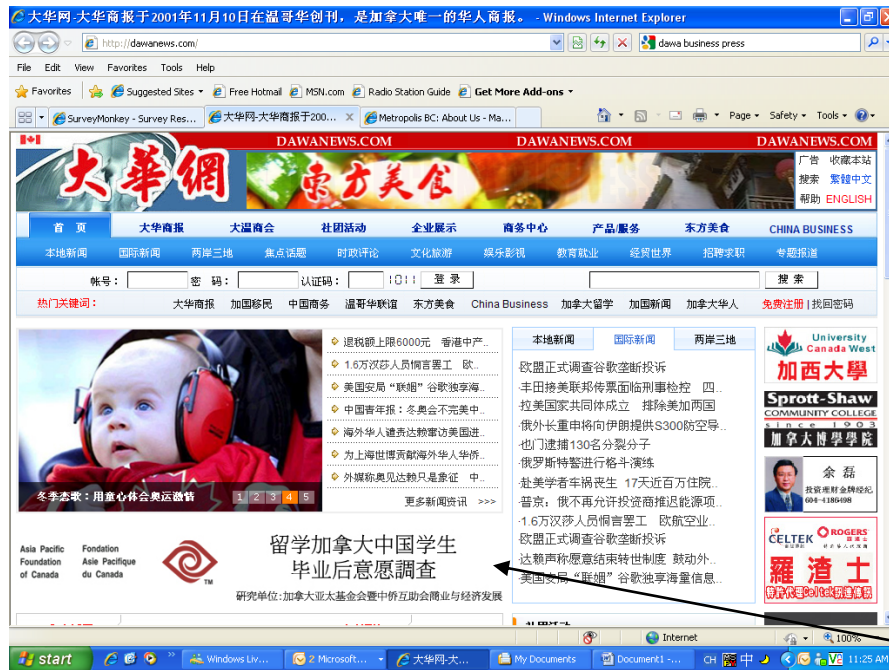 大华网-大华商报于2001年11月10日在温哥华创刊，是加拿大唯一的华人商报。 - Windows Internet Explorer
http://dawanews.com/
dawa business press
File Edit View Favorites Tools Help
Favorites Suggested Sites Free Hotmail MSN.com Radio Station Guide Get More Add-ons
SurveyMonkey - Survey Res... 大华网-大华商报于200... Metropolis BC: About Us - Ma... Page Safety Tools
DAWANEWS.COM DAWANEWS.COM DAWANEWS.COM
大華網 东方美食
广告 收藏本站
搜索 繁體中文
帮助 ENGLISH
首 页 大华商报 大温商会 社团活动 企业展示 商务中心 产品/服务 东方美食 CHINA BUSINESS
本地新闻 国际新闻 两岸三地 焦点话题 时政评论 文化旅游 娱乐影视 教育就业 经贸世界 招聘求职 专题报道
帐号： 密 码： 认证码： 1011 登 录 搜 索
热门关键词： 大华商报 加国移民 中国商务 温哥华联谊 东方美食 China Business 加拿大留学 加国新闻 加拿大华人 免费注册 | 找回密码
冬季恋歌：用童心体会奥运激情 1 2 3 4 5
退税额上限6000元 香港中产..
1.6万汉莎人员恫言罢工 欧..
美国安局“联姻”谷歌独享海..
中国青年报：冬奥会不完美中..
海外华人谴责达赖窜访美国进..
为上海世博贡献海外华人华侨..
外媒称奥见达赖只是象征 中..
更多新闻资讯 >>>
本地新闻 国际新闻 两岸三地
·欧盟正式调查谷歌垄断投诉
·丰田接美联邦传票面临刑事检控 四..
·拉美国家共同体成立 排除美加两国
·俄外长重申将向伊朗提供S300防空导..
·也门逮捕130名分裂分子
·俄罗斯特警进行格斗演练
·赴美学者车祸丧生 17天近百万住院..
·普京：俄不再允许投资商推迟能源项..
·1.6万汉莎人员恫言罢工 欧航空业..
·欧盟正式调查谷歌垄断投诉
·达赖声称愿意结束转世制度 鼓动外..
·美国安局“联姻”谷歌独享海量信息..
University Canada West
加西大學
Sprott-Shaw
COMMUNITY COLLEGE
since 1903
加拿大博學學院
余磊
投资理财金牌经纪
604-4186498
CELTEK ROGERS
羅渣士
Asia Pacific Foundation of Canada
Fondation Asie Pacifique du Canada
TM
留学加拿大中国学生
毕业后意愿調查
研究单位:加拿大亚太基金会暨中侨互助会商业与经济发展
Internet 100%
start Windows Liv... 2 Microsoft... 大华网-大... My Documents Document1 -... CH 中 11:25 AM